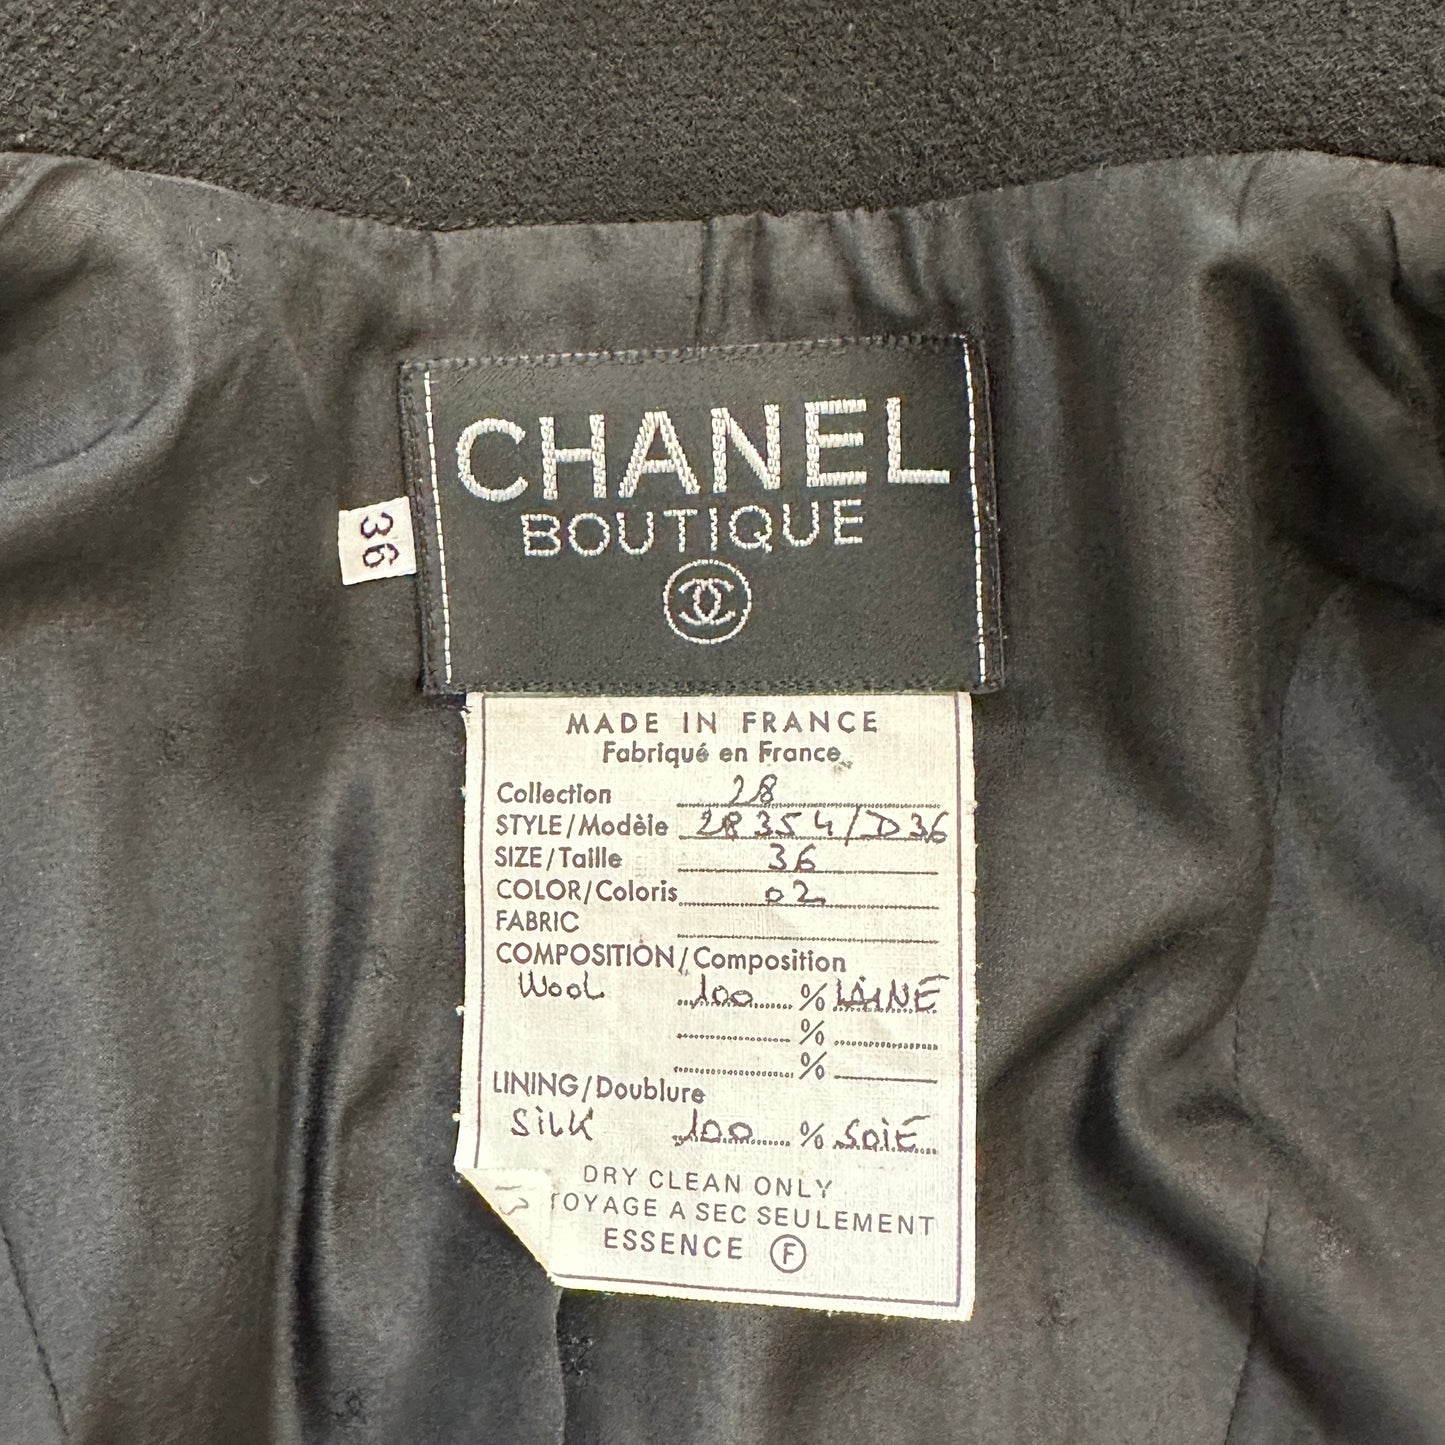 CHANEL
BOUTIQUE
36
MADE IN FRANCE
Fabriqué en France
Collection 28
STYLE/Modèle 28354/D36
SIZE/Taille 36
COLOR/Coloris 02
FABRIC
COMPOSITION/Composition
Wool 100 % LAINE
%
%
LINING/Doublure
SiLK 100 % SOiE
DRY CLEAN ONLY
TOYAGE A SEC SEULEMENT
ESSENCE F